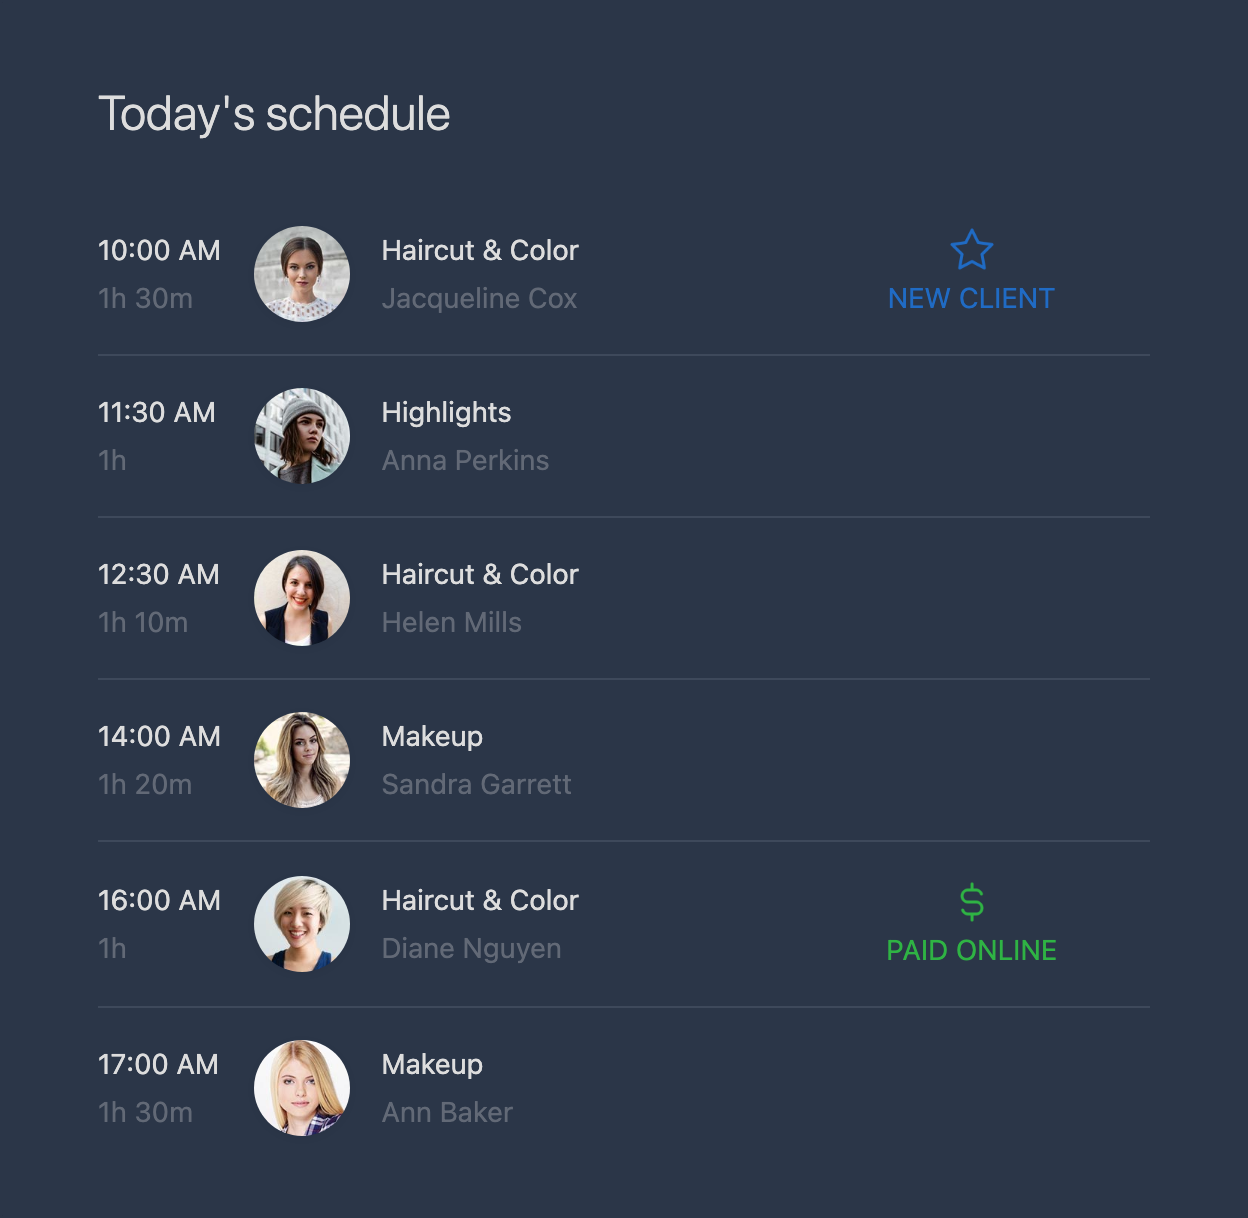 Today's schedule
10:00 AM
1h 30m
Haircut & Color
Jacqueline Cox
NEW CLIENT
11:30 AM
1h
Highlights
Anna Perkins
12:30 AM
1h 10m
Haircut & Color
Helen Mills
14:00 AM
1h 20m
Makeup
Sandra Garrett
16:00 AM
1h
Haircut & Color
Diane Nguyen
PAID ONLINE
17:00 AM
1h 30m
Makeup
Ann Baker